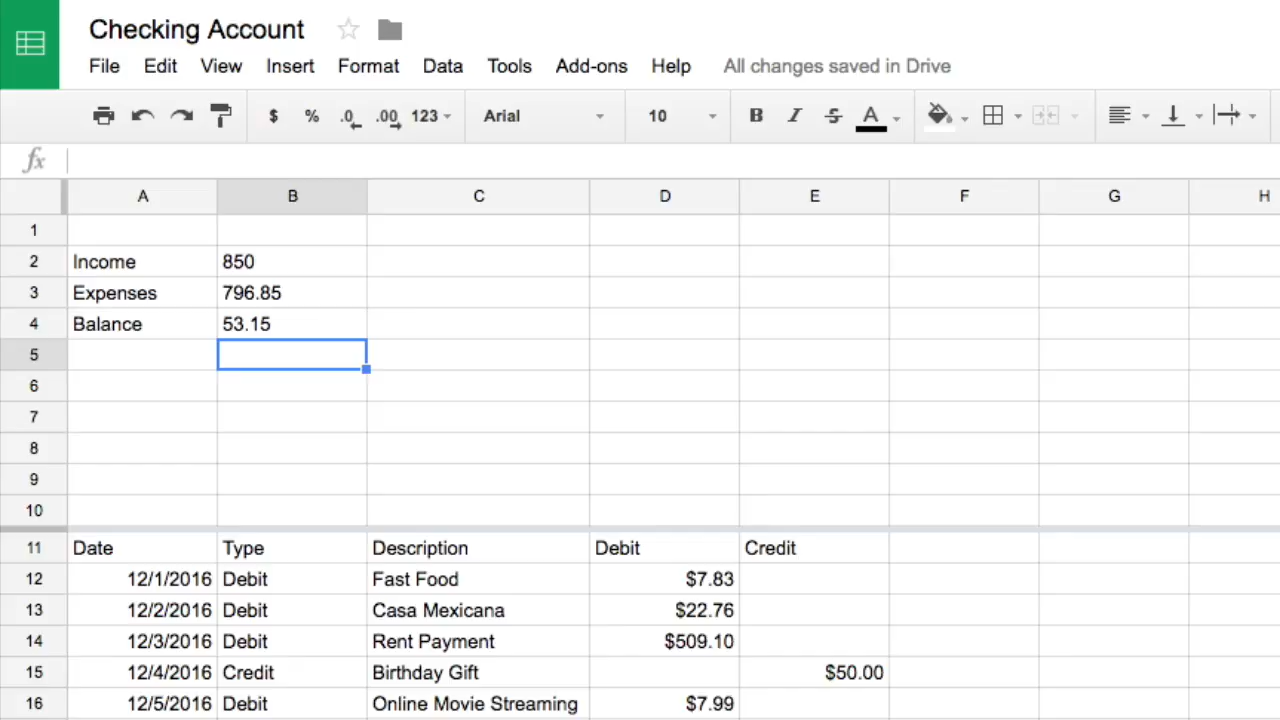 Checking Account
File Edit View Insert Format Data Tools Add-ons Help All changes saved in Drive
$ % .0 .00 123 Arial 10 B I S A
fx
A B C D E F G H
1
2 Income 850
3 Expenses 796.85
4 Balance 53.15
5
6
7
8
9
10
11 Date Type Description Debit Credit
12 12/1/2016 Debit Fast Food $7.83
13 12/2/2016 Debit Casa Mexicana $22.76
14 12/3/2016 Debit Rent Payment $509.10
15 12/4/2016 Credit Birthday Gift $50.00
16 12/5/2016 Debit Online Movie Streaming $7.99